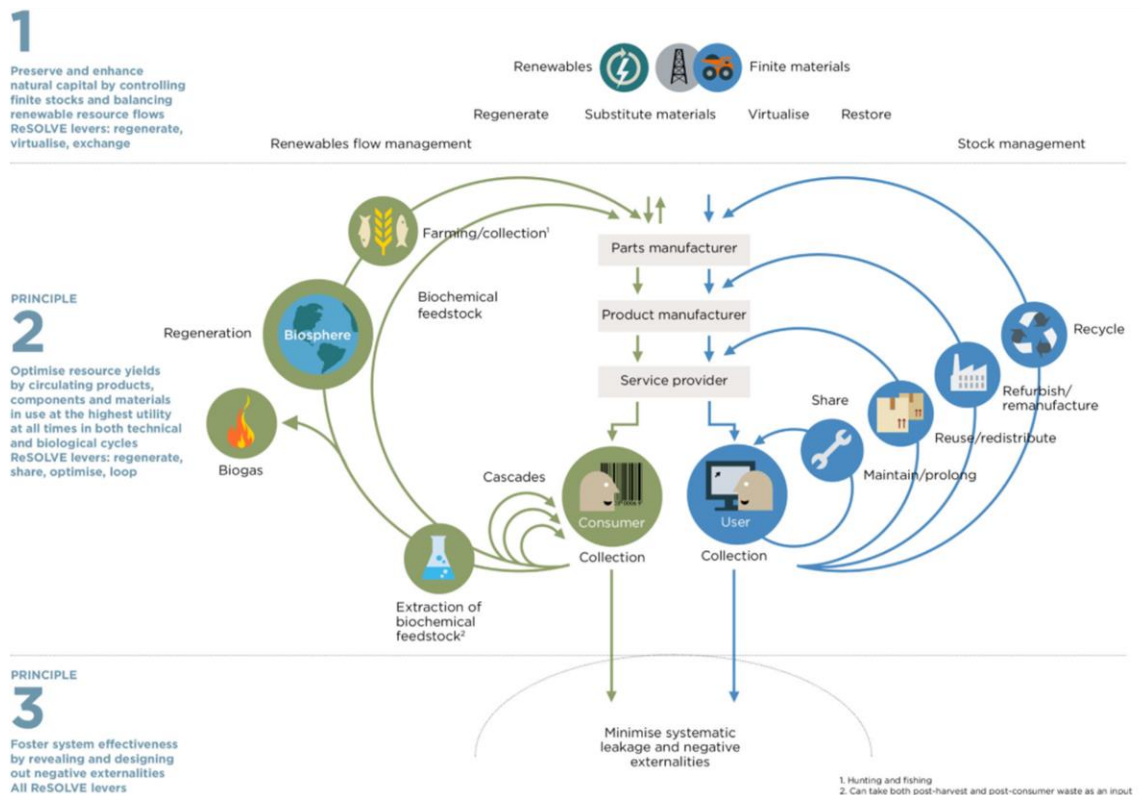 1
Preserve and enhance
natural capital by controlling
finite stocks and balancing
renewable resource flows
ReSOLVE levers: regenerate,
virtualise, exchange
Renewables
Finite materials
Regenerate
Substitute materials
Virtualise
Restore
Renewables flow management
Stock management
PRINCIPLE
2
Optimise resource yields
by circulating products,
components and materials
in use at the highest utility
at all times in both technical
and biological cycles
ReSOLVE levers: regenerate,
share, optimise, loop
Farming/collection¹
Biochemical
feedstock
Regeneration
Biosphere
Biogas
Cascades
Extraction of
biochemical
feedstock²
Parts manufacturer
Product manufacturer
Service provider
Consumer
Collection
User
Collection
Share
Maintain/prolong
Reuse/redistribute
Refurbish/
remanufacture
Recycle
PRINCIPLE
3
Foster system effectiveness
by revealing and designing
out negative externalities
All ReSOLVE levers
Minimise systematic
leakage and negative
externalities
1. Hunting and fishing
2. Can take both post-harvest and post-consumer waste as an input